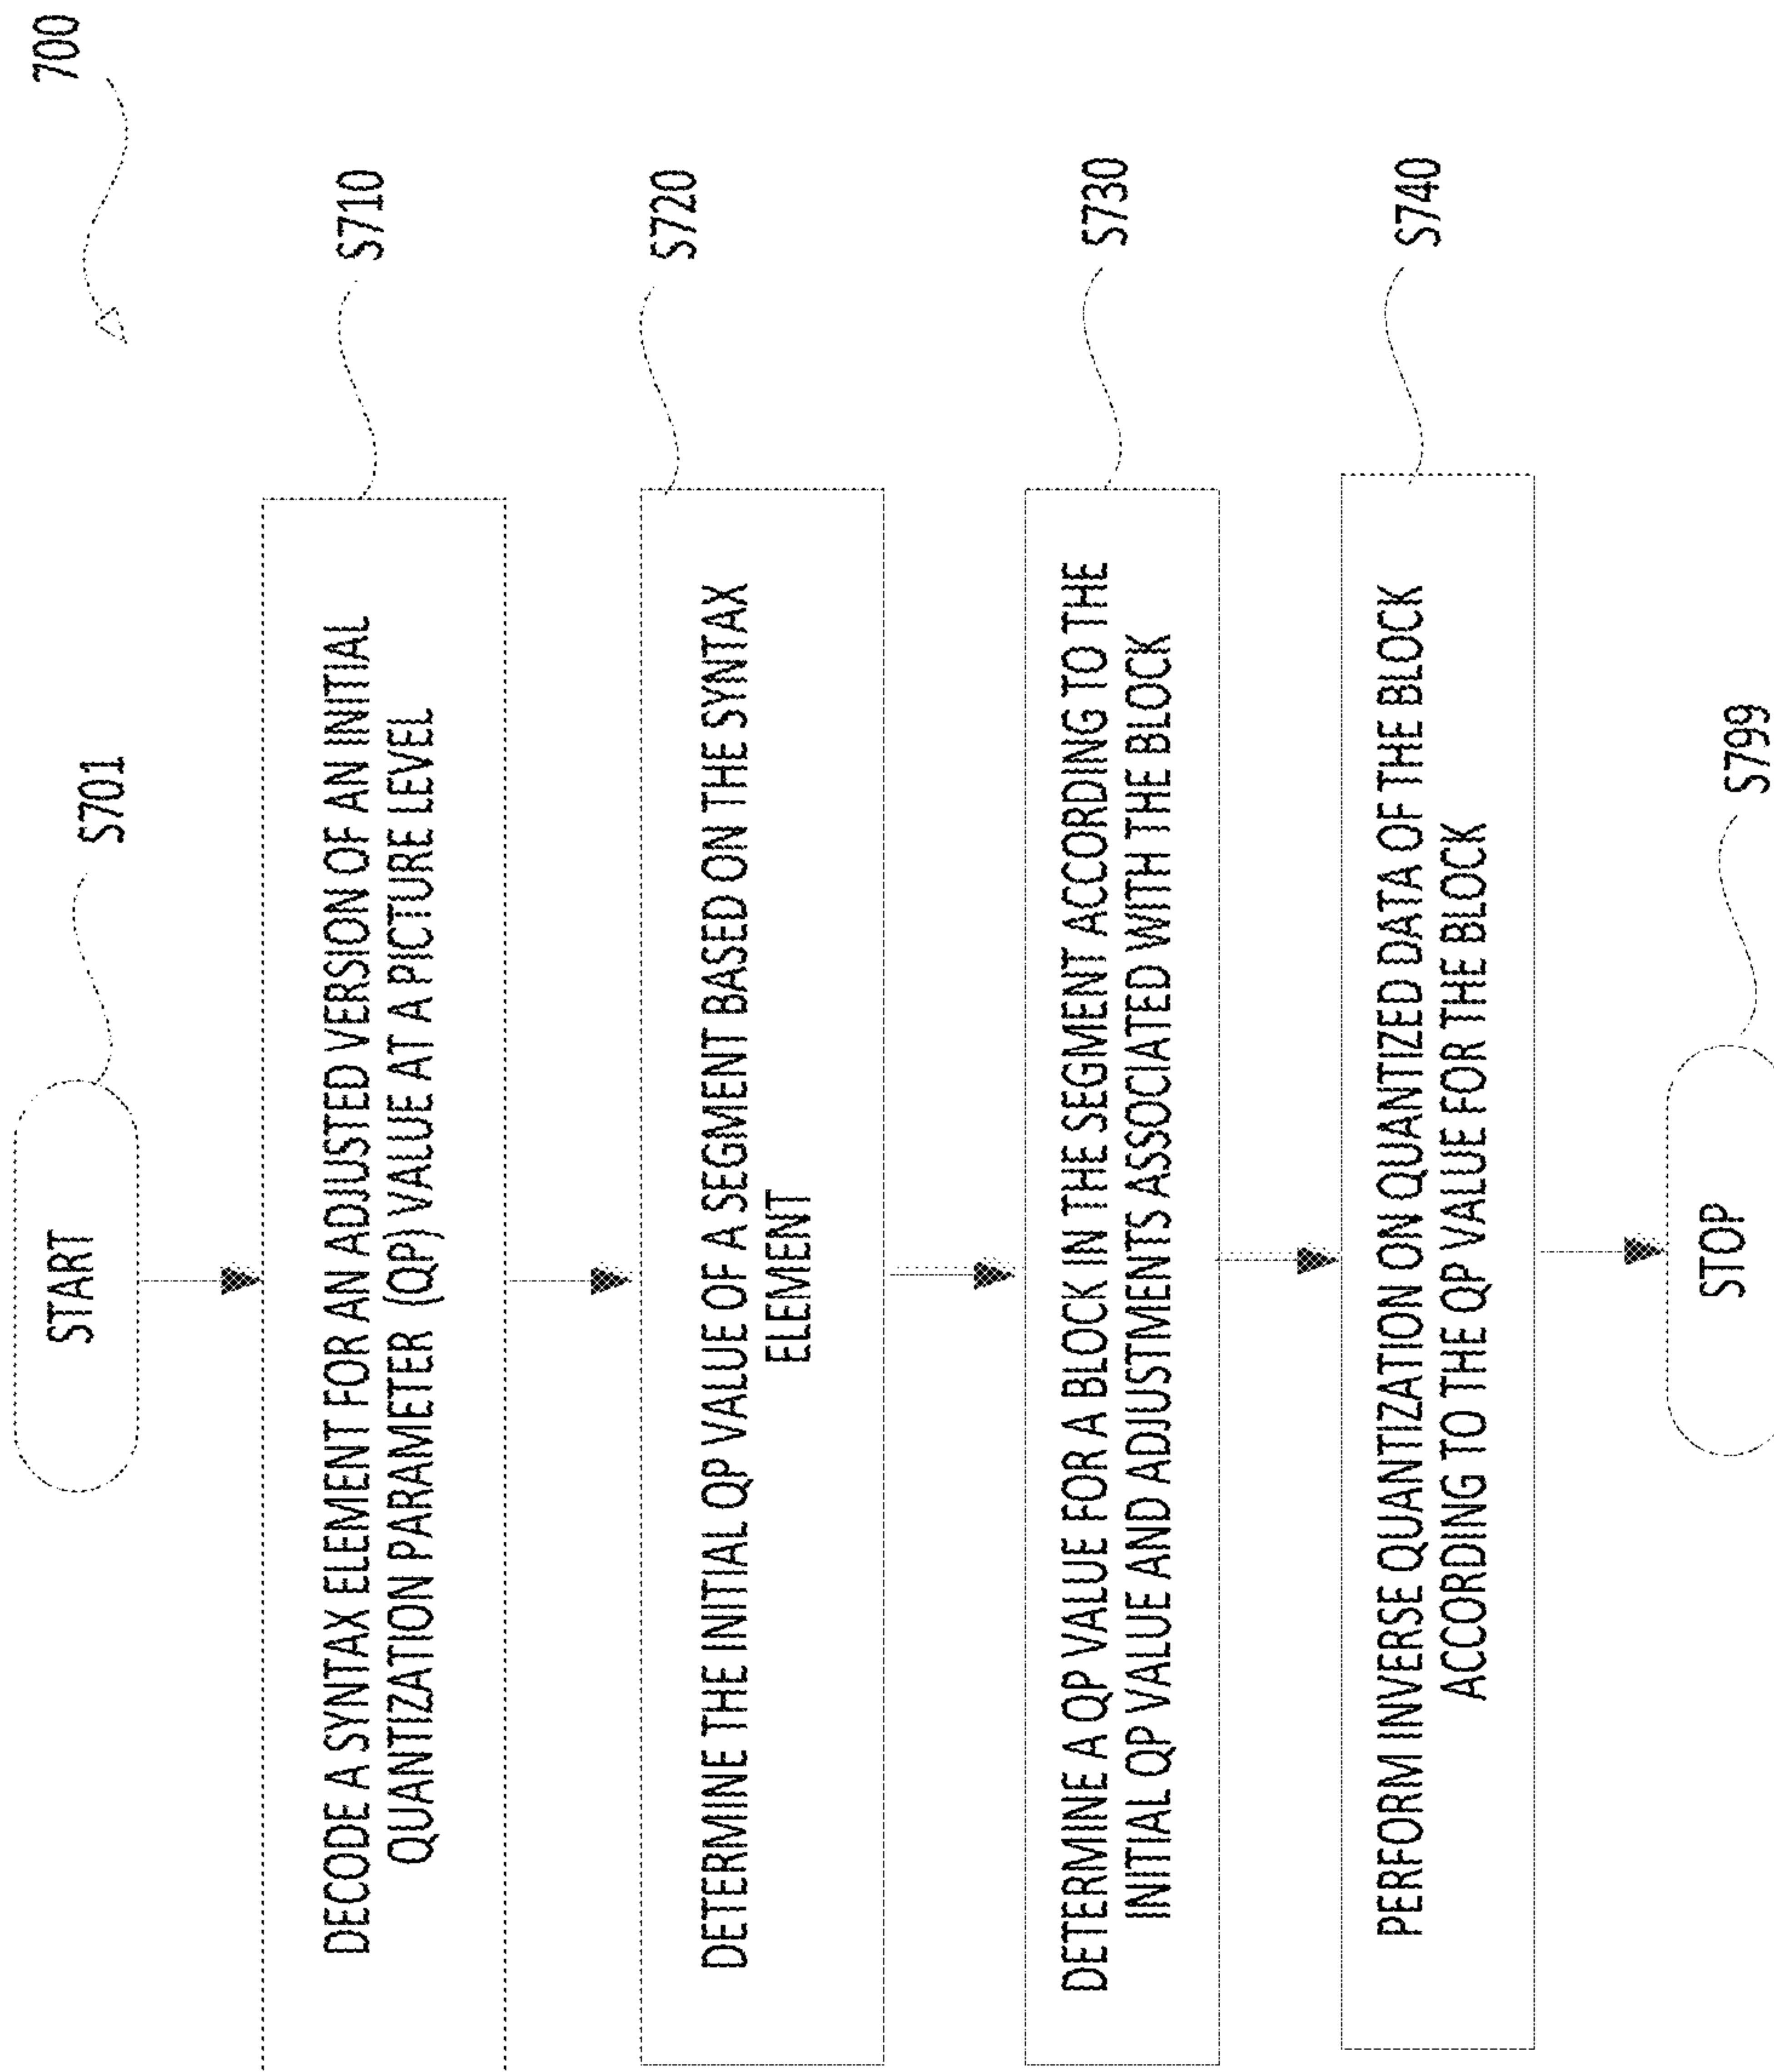 700
START
S701
DECODE A SYNTAX ELEMENT FOR AN ADJUSTED VERSION OF AN INITIAL
QUANTIZATION PARAMETER (QP) VALUE AT A PICTURE LEVEL
S710
DETERMINE THE INITIAL QP VALUE OF A SEGMENT BASED ON THE SYNTAX
ELEMENT
S720
DETERMINE A QP VALUE FOR A BLOCK IN THE SEGMENT ACCORDING TO THE
INITIAL QP VALUE AND ADJUSTMENTS ASSOCIATED WITH THE BLOCK
S730
PERFORM INVERSE QUANTIZATION ON QUANTIZED DATA OF THE BLOCK
ACCORDING TO THE QP VALUE FOR THE BLOCK
S740
STOP
S799